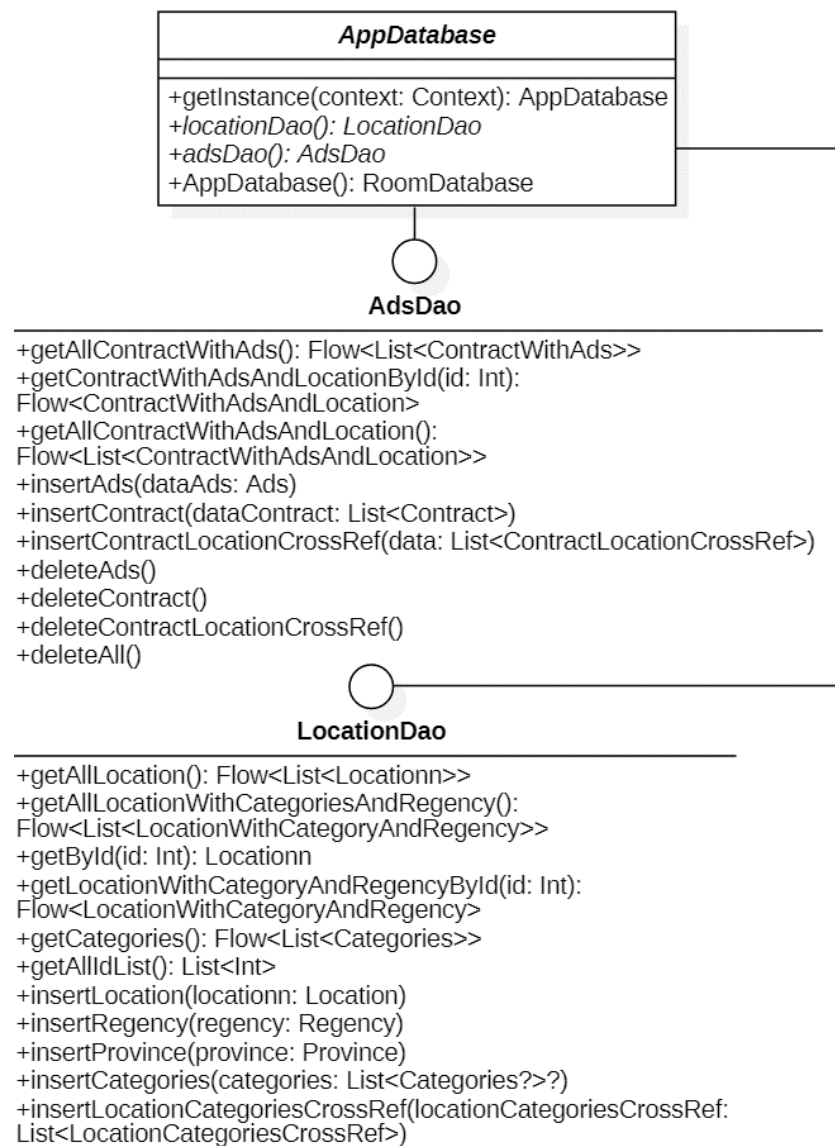 AppDatabase
+getInstance(context: Context): AppDatabase
+locationDao(): LocationDao
+adsDao(): AdsDao
+AppDatabase(): RoomDatabase
AdsDao
+getAllContractWithAds(): Flow<List<ContractWithAds>>
+getContractWithAdsAndLocationById(id: Int):
Flow<ContractWithAdsAndLocation>
+getAllContractWithAdsAndLocation():
Flow<List<ContractWithAdsAndLocation>>
+insertAds(dataAds: Ads)
+insertContract(dataContract: List<Contract>)
+insertContractLocationCrossRef(data: List<ContractLocationCrossRef>)
+deleteAds()
+deleteContract()
+deleteContractLocationCrossRef()
+deleteAll()
LocationDao
+getAllLocation(): Flow<List<Locationn>>
+getAllLocationWithCategoriesAndRegency():
Flow<List<LocationWithCategoryAndRegency>>
+getById(id: Int): Locationn
+getLocationWithCategoryAndRegencyById(id: Int):
Flow<LocationWithCategoryAndRegency>
+getCategories(): Flow<List<Categories>>
+getAllIdList(): List<Int>
+insertLocation(locationn: Location)
+insertRegency(regency: Regency)
+insertProvince(province: Province)
+insertCategories(categories: List<Categories?>?)
+insertLocationCategoriesCrossRef(locationCategoriesCrossRef:
List<LocationCategoriesCrossRef>)